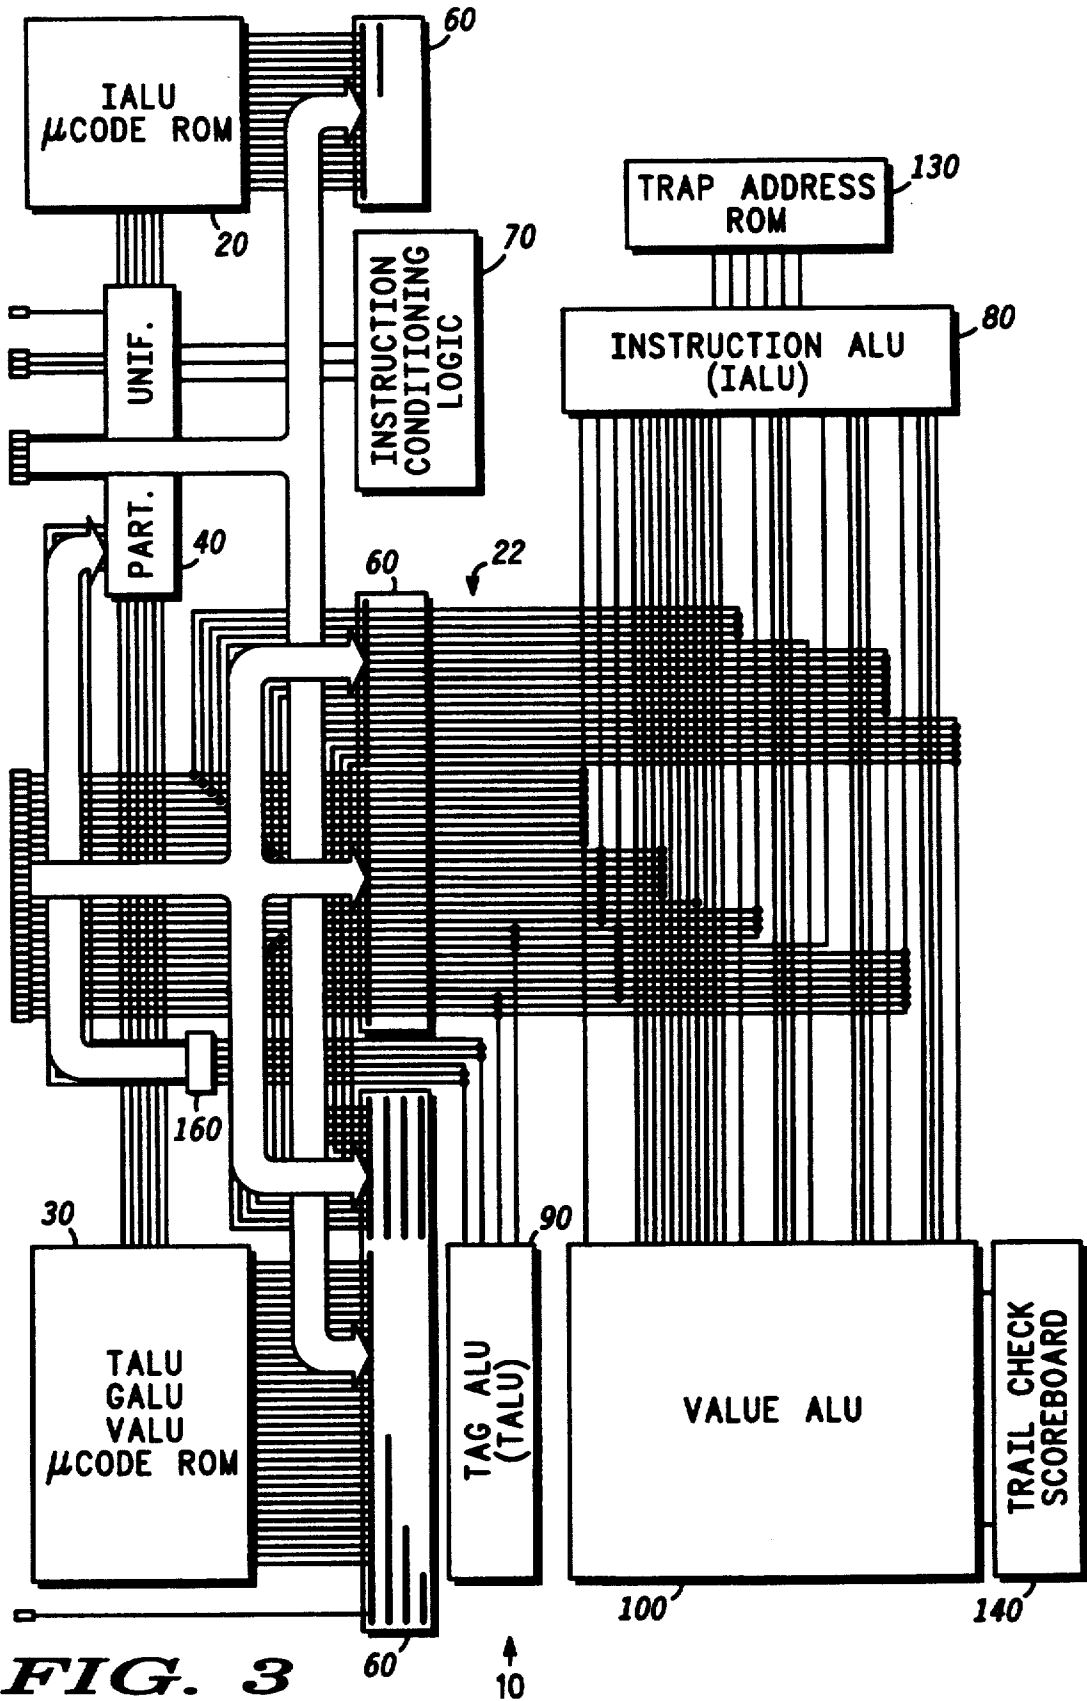 60
IALU
µCODE ROM
20
130
TRAP ADDRESS
ROM
70
INSTRUCTION
CONDITIONING
LOGIC
80
INSTRUCTION ALU
(IALU)
UNIF.
PART.
40
60
22
160
30
TALU
GALU
VALU
µCODE ROM
90
TAG ALU
(TALU)
VALUE ALU
100
TRAIL CHECK
SCOREBOARD
140
60
10
FIG. 3